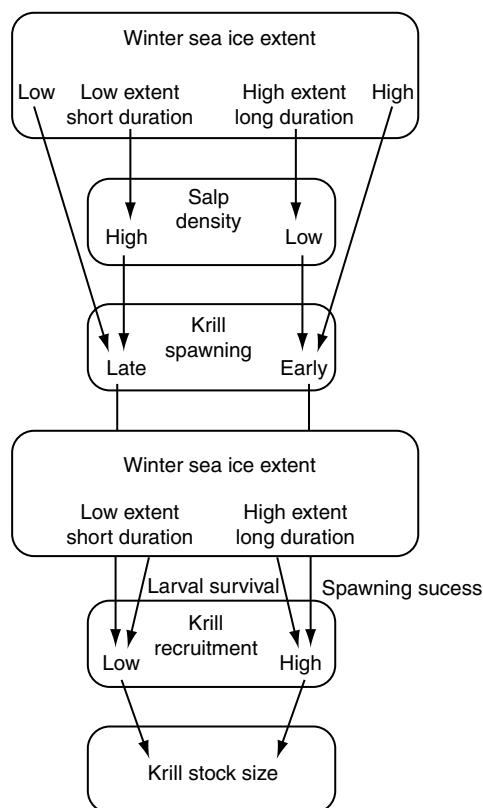 Winter sea ice extent
Low
Low extent
short duration
High extent
long duration
High
Salp
density
High
Low
Krill
spawning
Late
Early
Winter sea ice extent
Low extent
short duration
High extent
long duration
Larval survival
Spawning sucess
Krill
recruitment
Low
High
Krill stock size